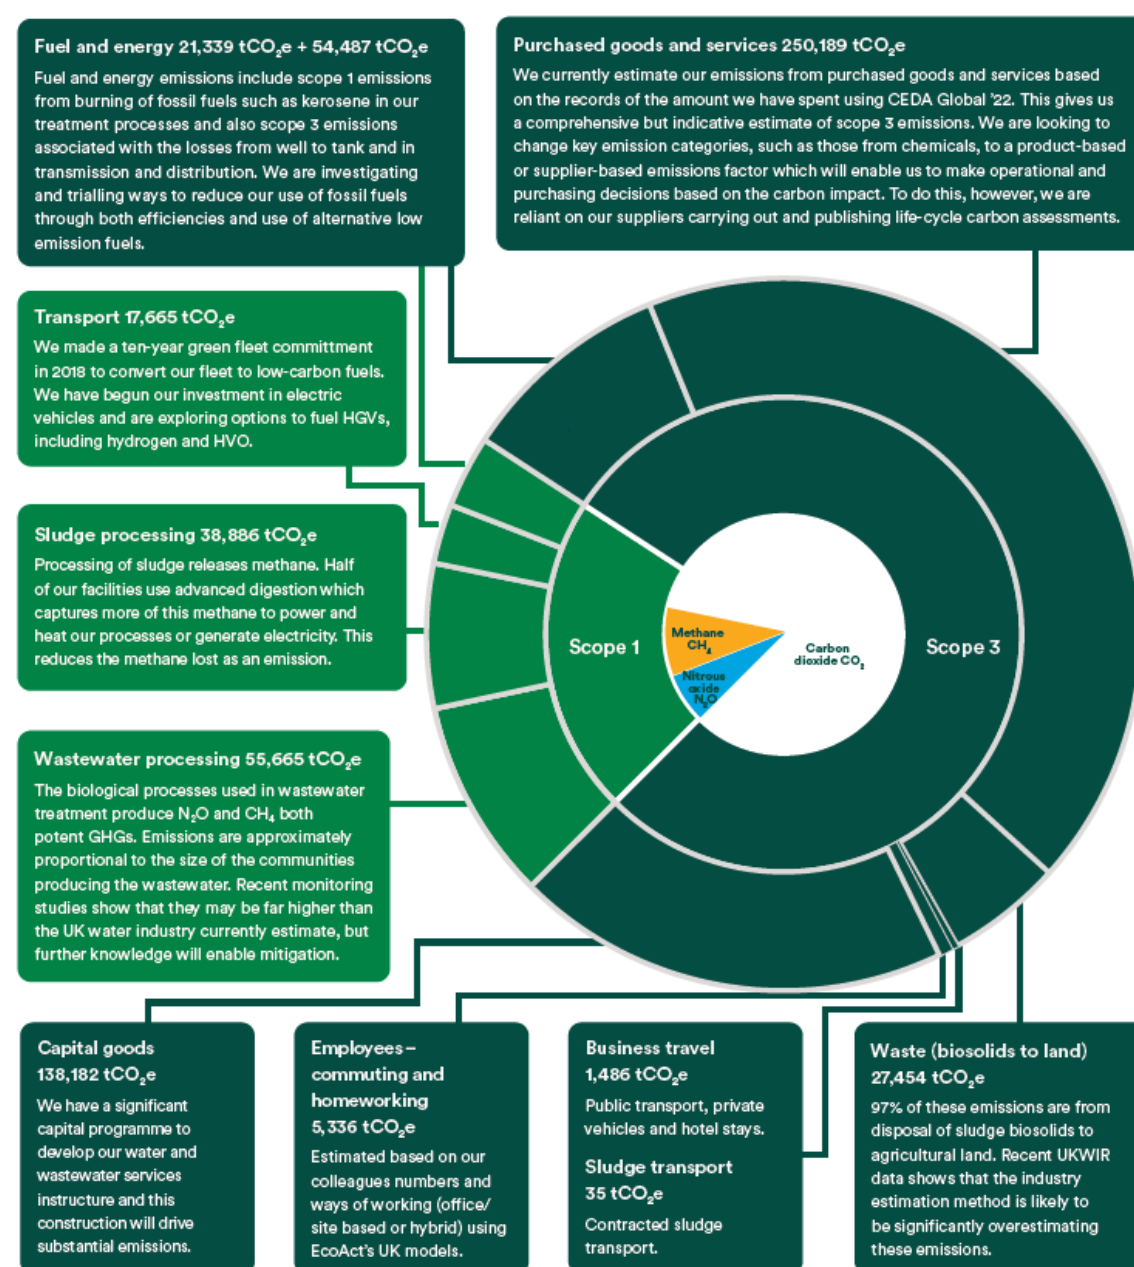 Fuel and energy 21,339 tCO₂e + 54,487 tCO₂e
Fuel and energy emissions include scope 1 emissions
from burning of fossil fuels such as kerosene in our
treatment processes and also scope 3 emissions
associated with the losses from well to tank and in
transmission and distribution. We are investigating
and trialling ways to reduce our use of fossil fuels
through both efficiencies and use of alternative low
emission fuels.
Purchased goods and services 250,189 tCO₂e
We currently estimate our emissions from purchased goods and services based
on the records of the amount we have spent using CEDA Global '22. This gives us
a comprehensive but indicative estimate of scope 3 emissions. We are looking to
change key emission categories, such as those from chemicals, to a product-based
or supplier-based emissions factor which will enable us to make operational and
purchasing decisions based on the carbon impact. To do this, however, we are
reliant on our suppliers carrying out and publishing life-cycle carbon assessments.
Transport 17,665 tCO₂e
We made a ten-year green fleet committment
in 2018 to convert our fleet to low-carbon fuels.
We have begun our investment in electric
vehicles and are exploring options to fuel HGVs,
including hydrogen and HVO.
Sludge processing 38,886 tCO₂e
Processing of sludge releases methane. Half
of our facilities use advanced digestion which
captures more of this methane to power and
heat our processes or generate electricity. This
reduces the methane lost as an emission.
Wastewater processing 55,665 tCO₂e
The biological processes used in wastewater
treatment produce N₂O and CH₄ both
potent GHGs. Emissions are approximately
proportional to the size of the communities
producing the wastewater. Recent monitoring
studies show that they may be far higher than
the UK water industry currently estimate, but
further knowledge will enable mitigation.
Scope 1
Methane
CH₄
Nitrous
oxide
N₂O
Carbon
dioxide CO₂
Scope 3
Capital goods
138,182 tCO₂e
We have a significant
capital programme to
develop our water and
wastewater services
instructure and this
construction will drive
substantial emissions.
Employees –
commuting and
homeworking
5,336 tCO₂e
Estimated based on our
colleagues numbers and
ways of working (office/
site based or hybrid) using
EcoAct's UK models.
Business travel
1,486 tCO₂e
Public transport, private
vehicles and hotel stays.
Sludge transport
35 tCO₂e
Contracted sludge
transport.
Waste (biosolids to land)
27,454 tCO₂e
97% of these emissions are from
disposal of sludge biosolids to
agricultural land. Recent UKWIR
data shows that the industry
estimation method is likely to
be significantly overestimating
these emissions.